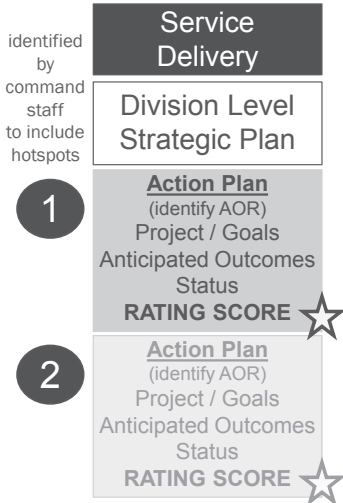 identified
by
command
staff
to include
hotspots
Service
Delivery
Division Level
Strategic Plan
1
Action Plan
(identify AOR)
Project / Goals
Anticipated Outcomes
Status
RATING SCORE
2
Action Plan
(identify AOR)
Project / Goals
Anticipated Outcomes
Status
RATING SCORE